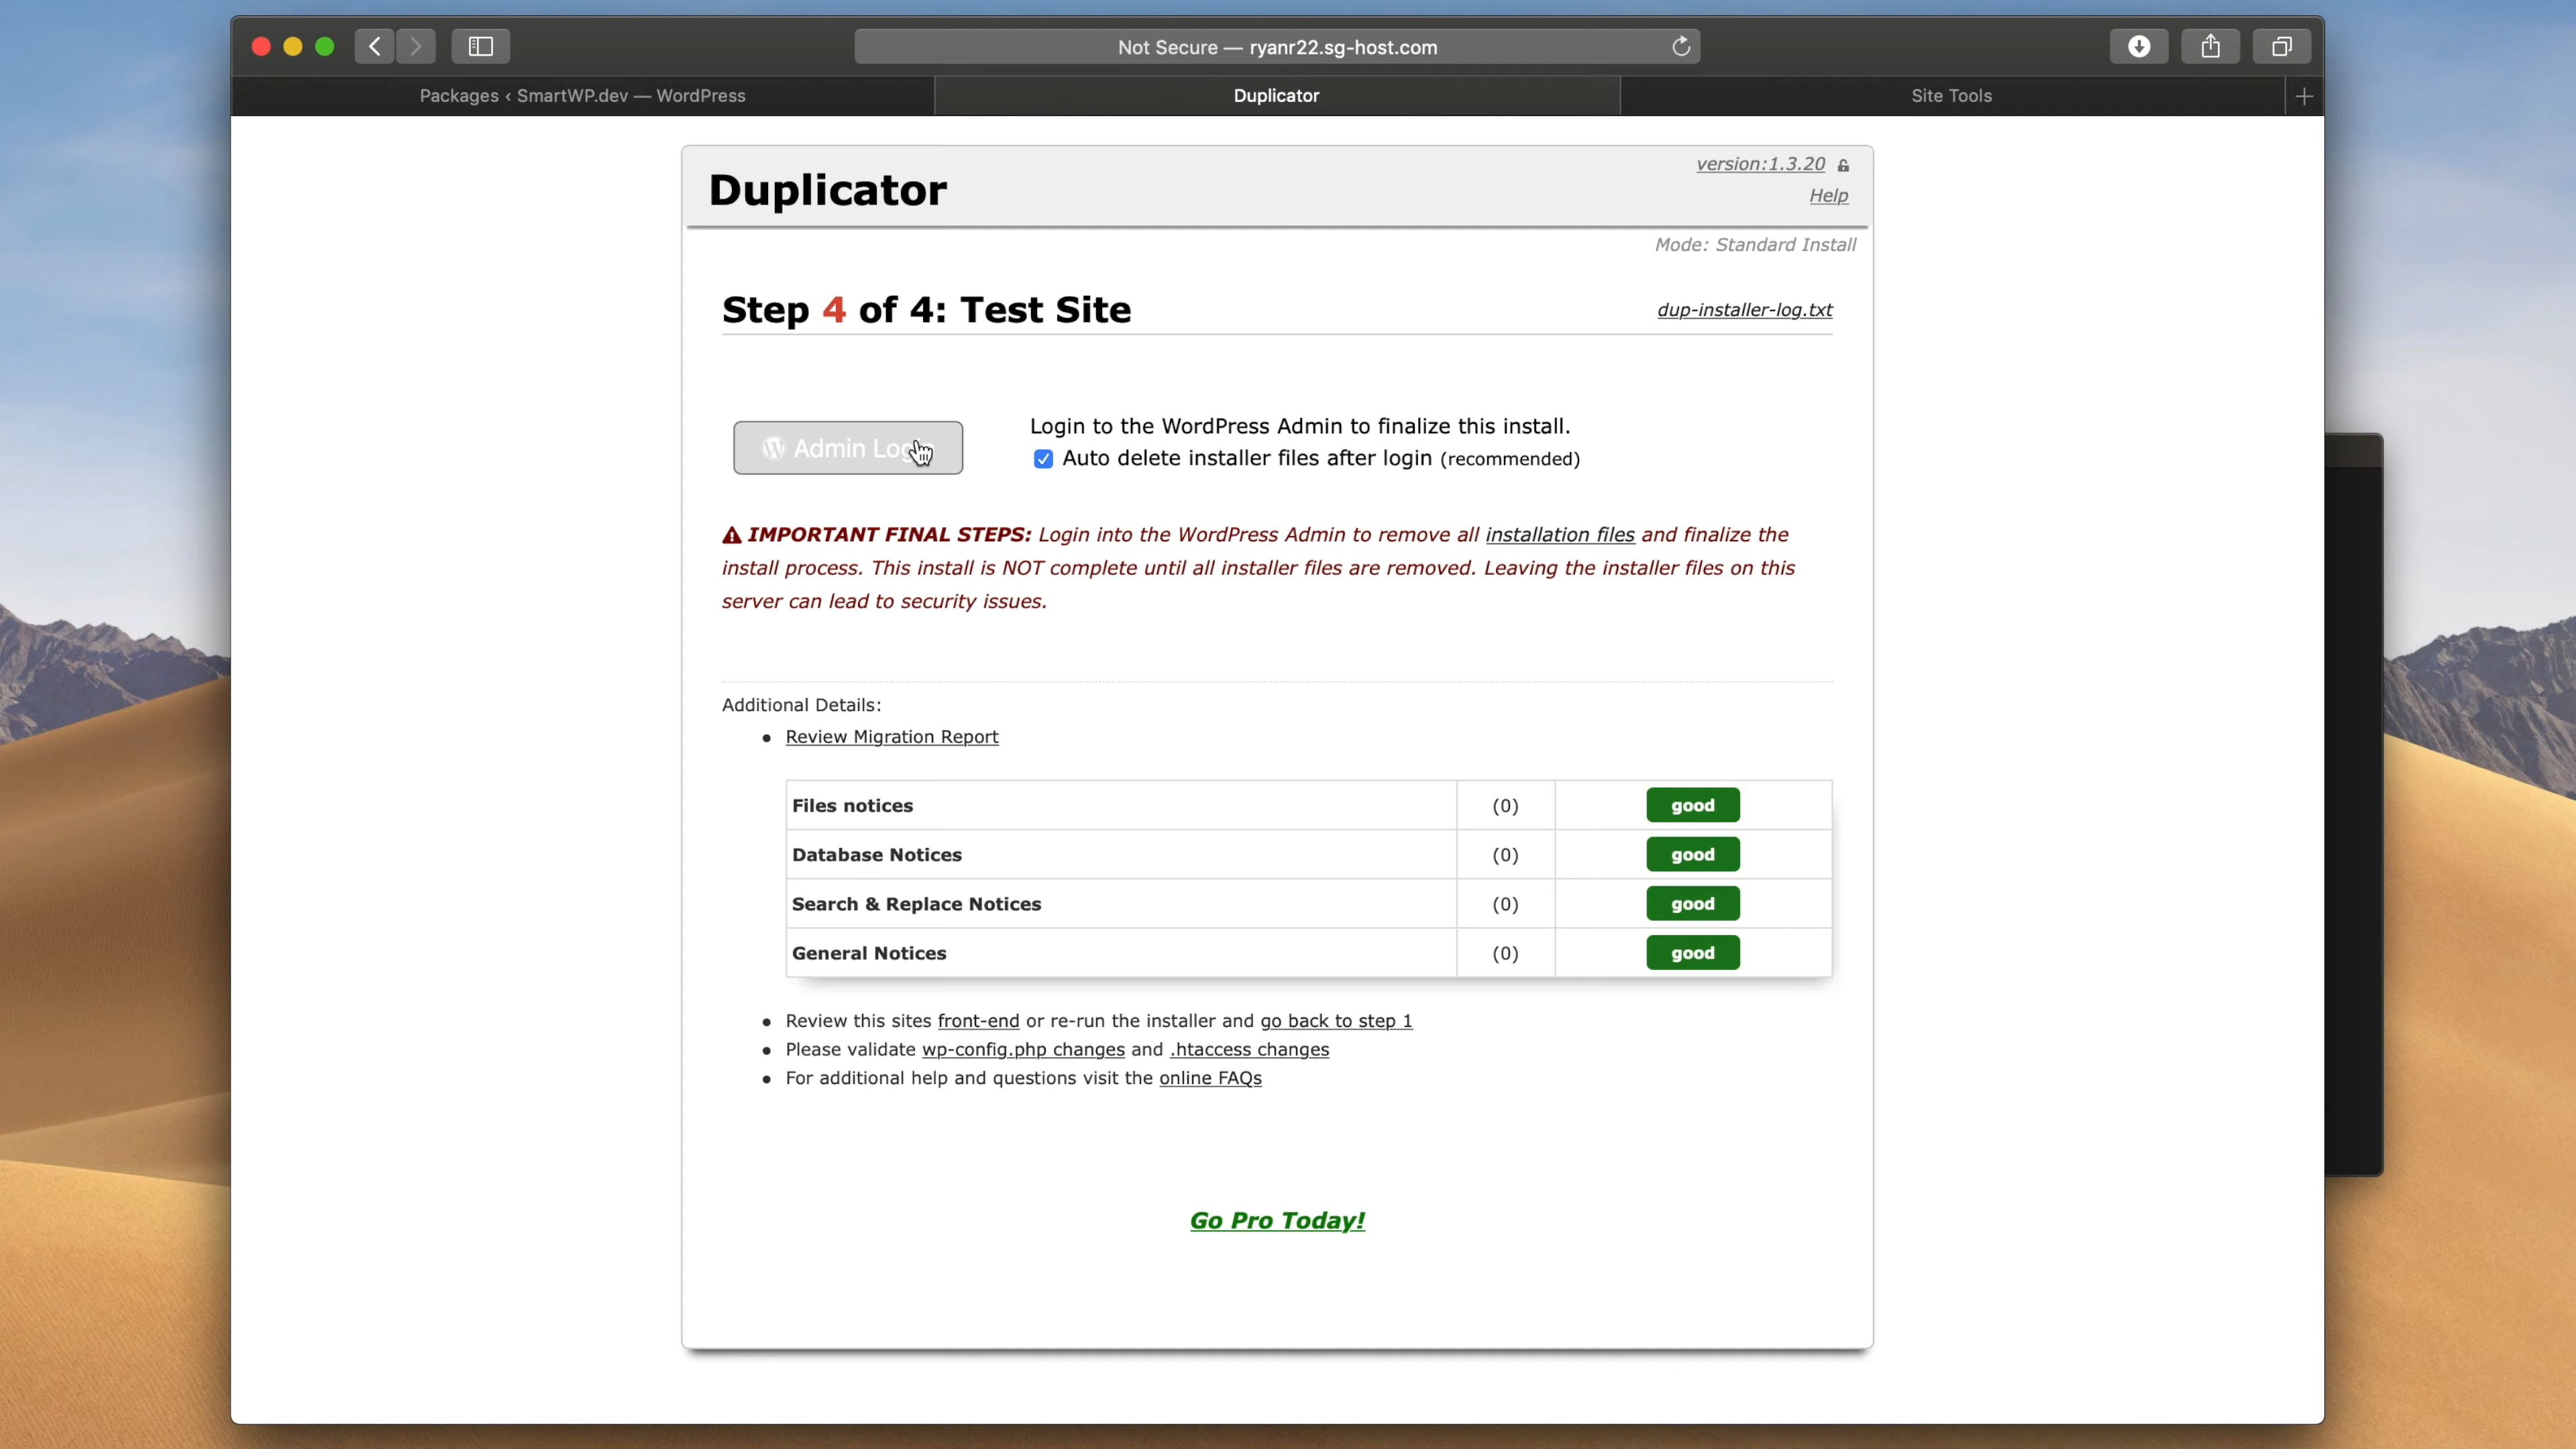 Not Secure — ryanr22.sg-host.com
Packages ‹ SmartWP.dev — WordPress
Duplicator
Site Tools
Duplicator
version:1.3.20
Help
Mode: Standard Install
Step 4 of 4: Test Site
dup-installer-log.txt
Admin Login
Login to the WordPress Admin to finalize this install.
Auto delete installer files after login (recommended)
IMPORTANT FINAL STEPS: Login into the WordPress Admin to remove all installation files and finalize the
install process. This install is NOT complete until all installer files are removed. Leaving the installer files on this
server can lead to security issues.
Additional Details:
Review Migration Report
Files notices (0) good
Database Notices (0) good
Search & Replace Notices (0) good
General Notices (0) good
Review this sites front-end or re-run the installer and go back to step 1
Please validate wp-config.php changes and .htaccess changes
For additional help and questions visit the online FAQs
Go Pro Today!